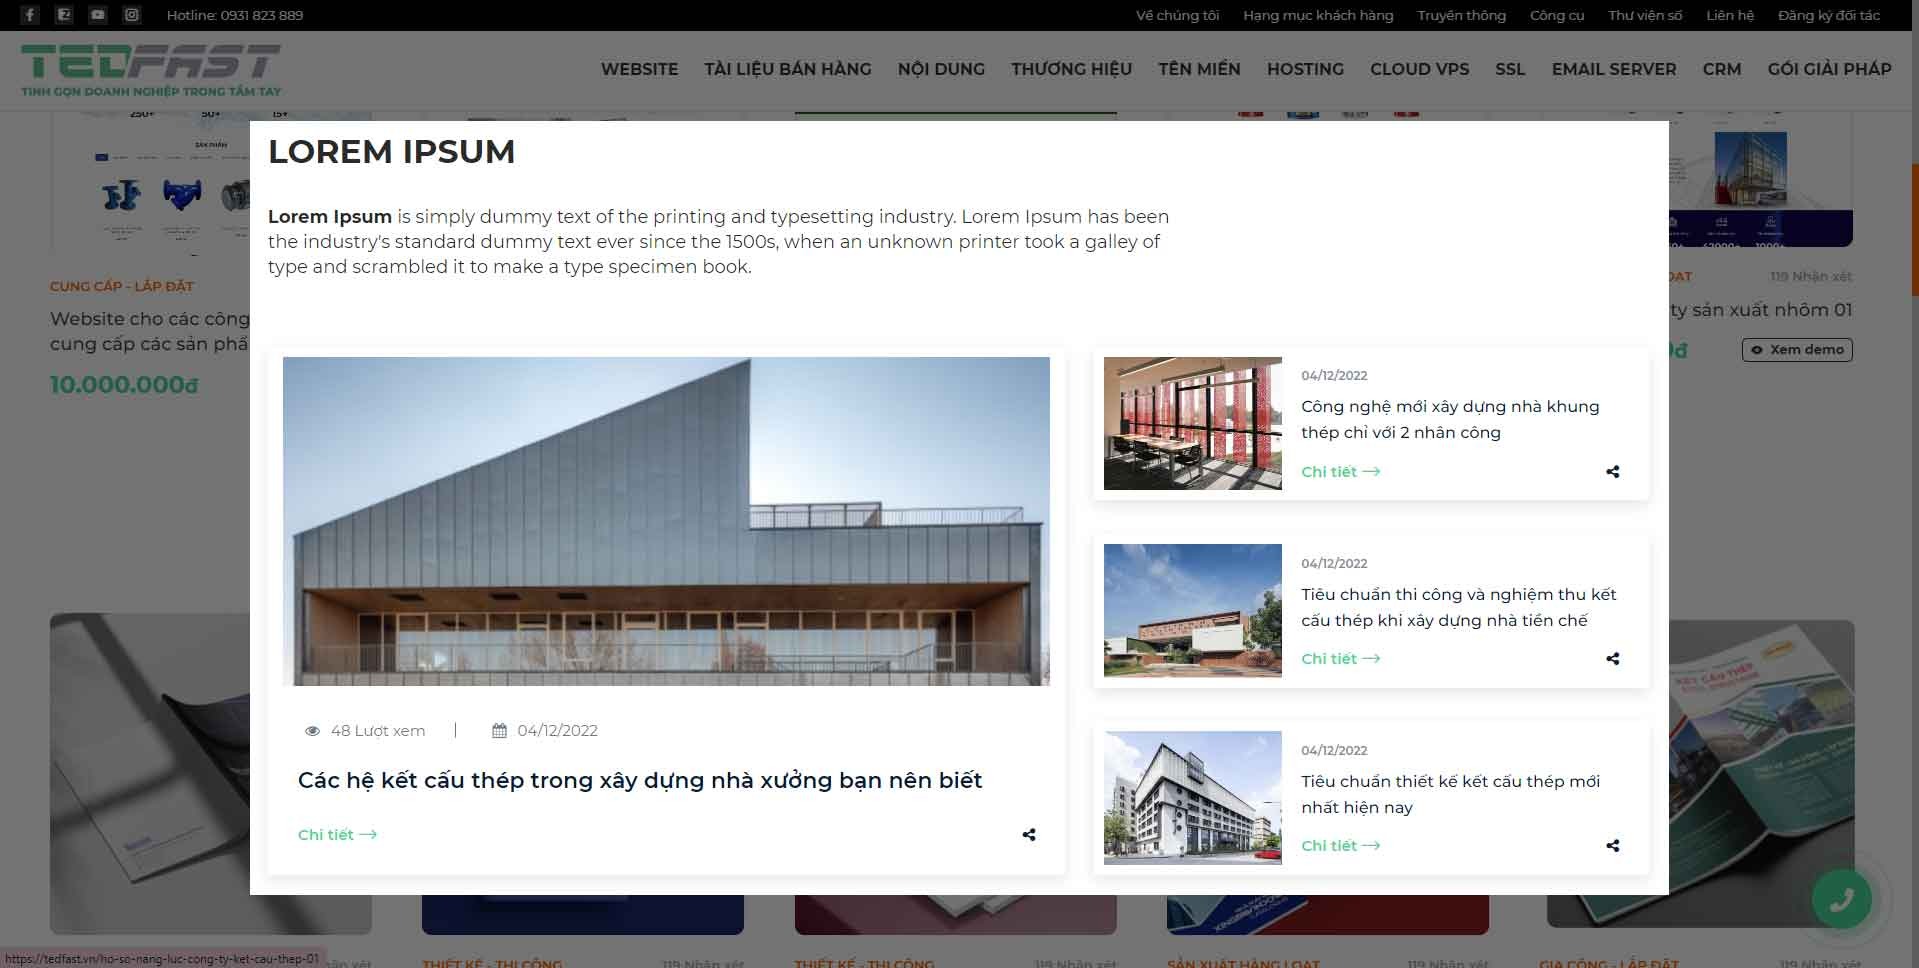 Hotline: 0931 823 889
Về chúng tôi
Hạng mục khách hàng
Truyền thông
Công cụ
Thư viện số
Liên hệ
Đăng ký đối tác
TEDFAST
TINH GỌN DOANH NGHIỆP TRONG TẦM TAY
WEBSITE
TÀI LIỆU BÁN HÀNG
NỘI DUNG
THƯƠNG HIỆU
TÊN MIỀN
HOSTING
CLOUD VPS
SSL
EMAIL SERVER
CRM
GÓI GIẢI PHÁP
250+
50+
15+
SẢN PHẨM
LOREM IPSUM
Lorem Ipsum is simply dummy text of the printing and typesetting industry. Lorem Ipsum has been
the industry's standard dummy text ever since the 1500s, when an unknown printer took a galley of
type and scrambled it to make a type specimen book.
CUNG CẤP - LẮP ĐẶT
Website cho các công
cung cấp các sản phẩ
10.000.000đ
119 Nhận xét
ty sản xuất nhôm 01
Xem demo
48 Lượt xem
04/12/2022
Các hệ kết cấu thép trong xây dựng nhà xưởng bạn nên biết
Chi tiết
04/12/2022
Công nghệ mới xây dựng nhà khung
thép chỉ với 2 nhân công
Chi tiết
04/12/2022
Tiêu chuẩn thi công và nghiệm thu kết
cấu thép khi xây dựng nhà tiền chế
Chi tiết
04/12/2022
Tiêu chuẩn thiết kế kết cấu thép mới
nhất hiện nay
Chi tiết
KẾT CẤU THÉP
https://tedfast.vn/ho-so-nang-luc-cong-ty-ket-cau-thep-01
THIẾT KẾ - THI CÔNG
119 Nhận xét
THIẾT KẾ - THI CÔNG
119 Nhận xét
SẢN XUẤT HÀNG LOẠT
119 Nhận xét
GIA CÔNG - LẮP ĐẶT
119 Nhận xét